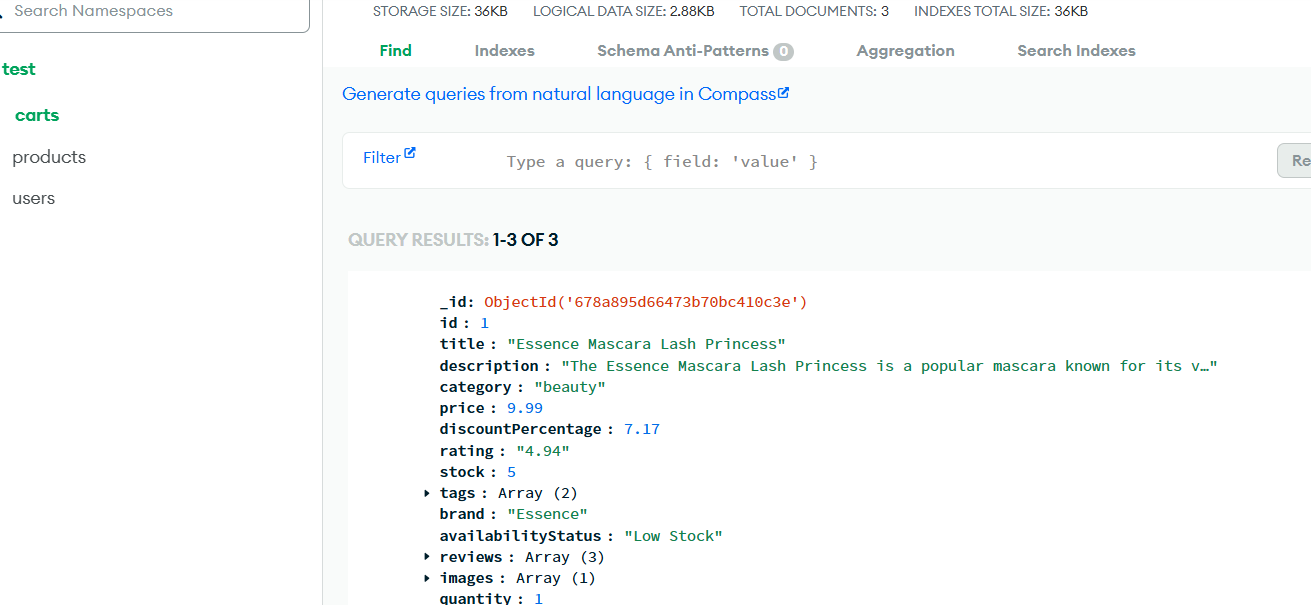 Search Namespaces
test
carts
products
users
STORAGE SIZE: 36KB LOGICAL DATA SIZE: 2.88KB TOTAL DOCUMENTS: 3 INDEXES TOTAL SIZE: 36KB
Find Indexes Schema Anti-Patterns 0 Aggregation Search Indexes
Generate queries from natural language in Compass
Filter Type a query: { field: 'value' } Re
QUERY RESULTS: 1-3 OF 3
_id: ObjectId('678a895d66473b70bc410c3e')
id : 1
title : "Essence Mascara Lash Princess"
description : "The Essence Mascara Lash Princess is a popular mascara known for its v…"
category : "beauty"
price : 9.99
discountPercentage : 7.17
rating : "4.94"
stock : 5
tags : Array (2)
brand : "Essence"
availabilityStatus : "Low Stock"
reviews : Array (3)
images : Array (1)
quantity : 1